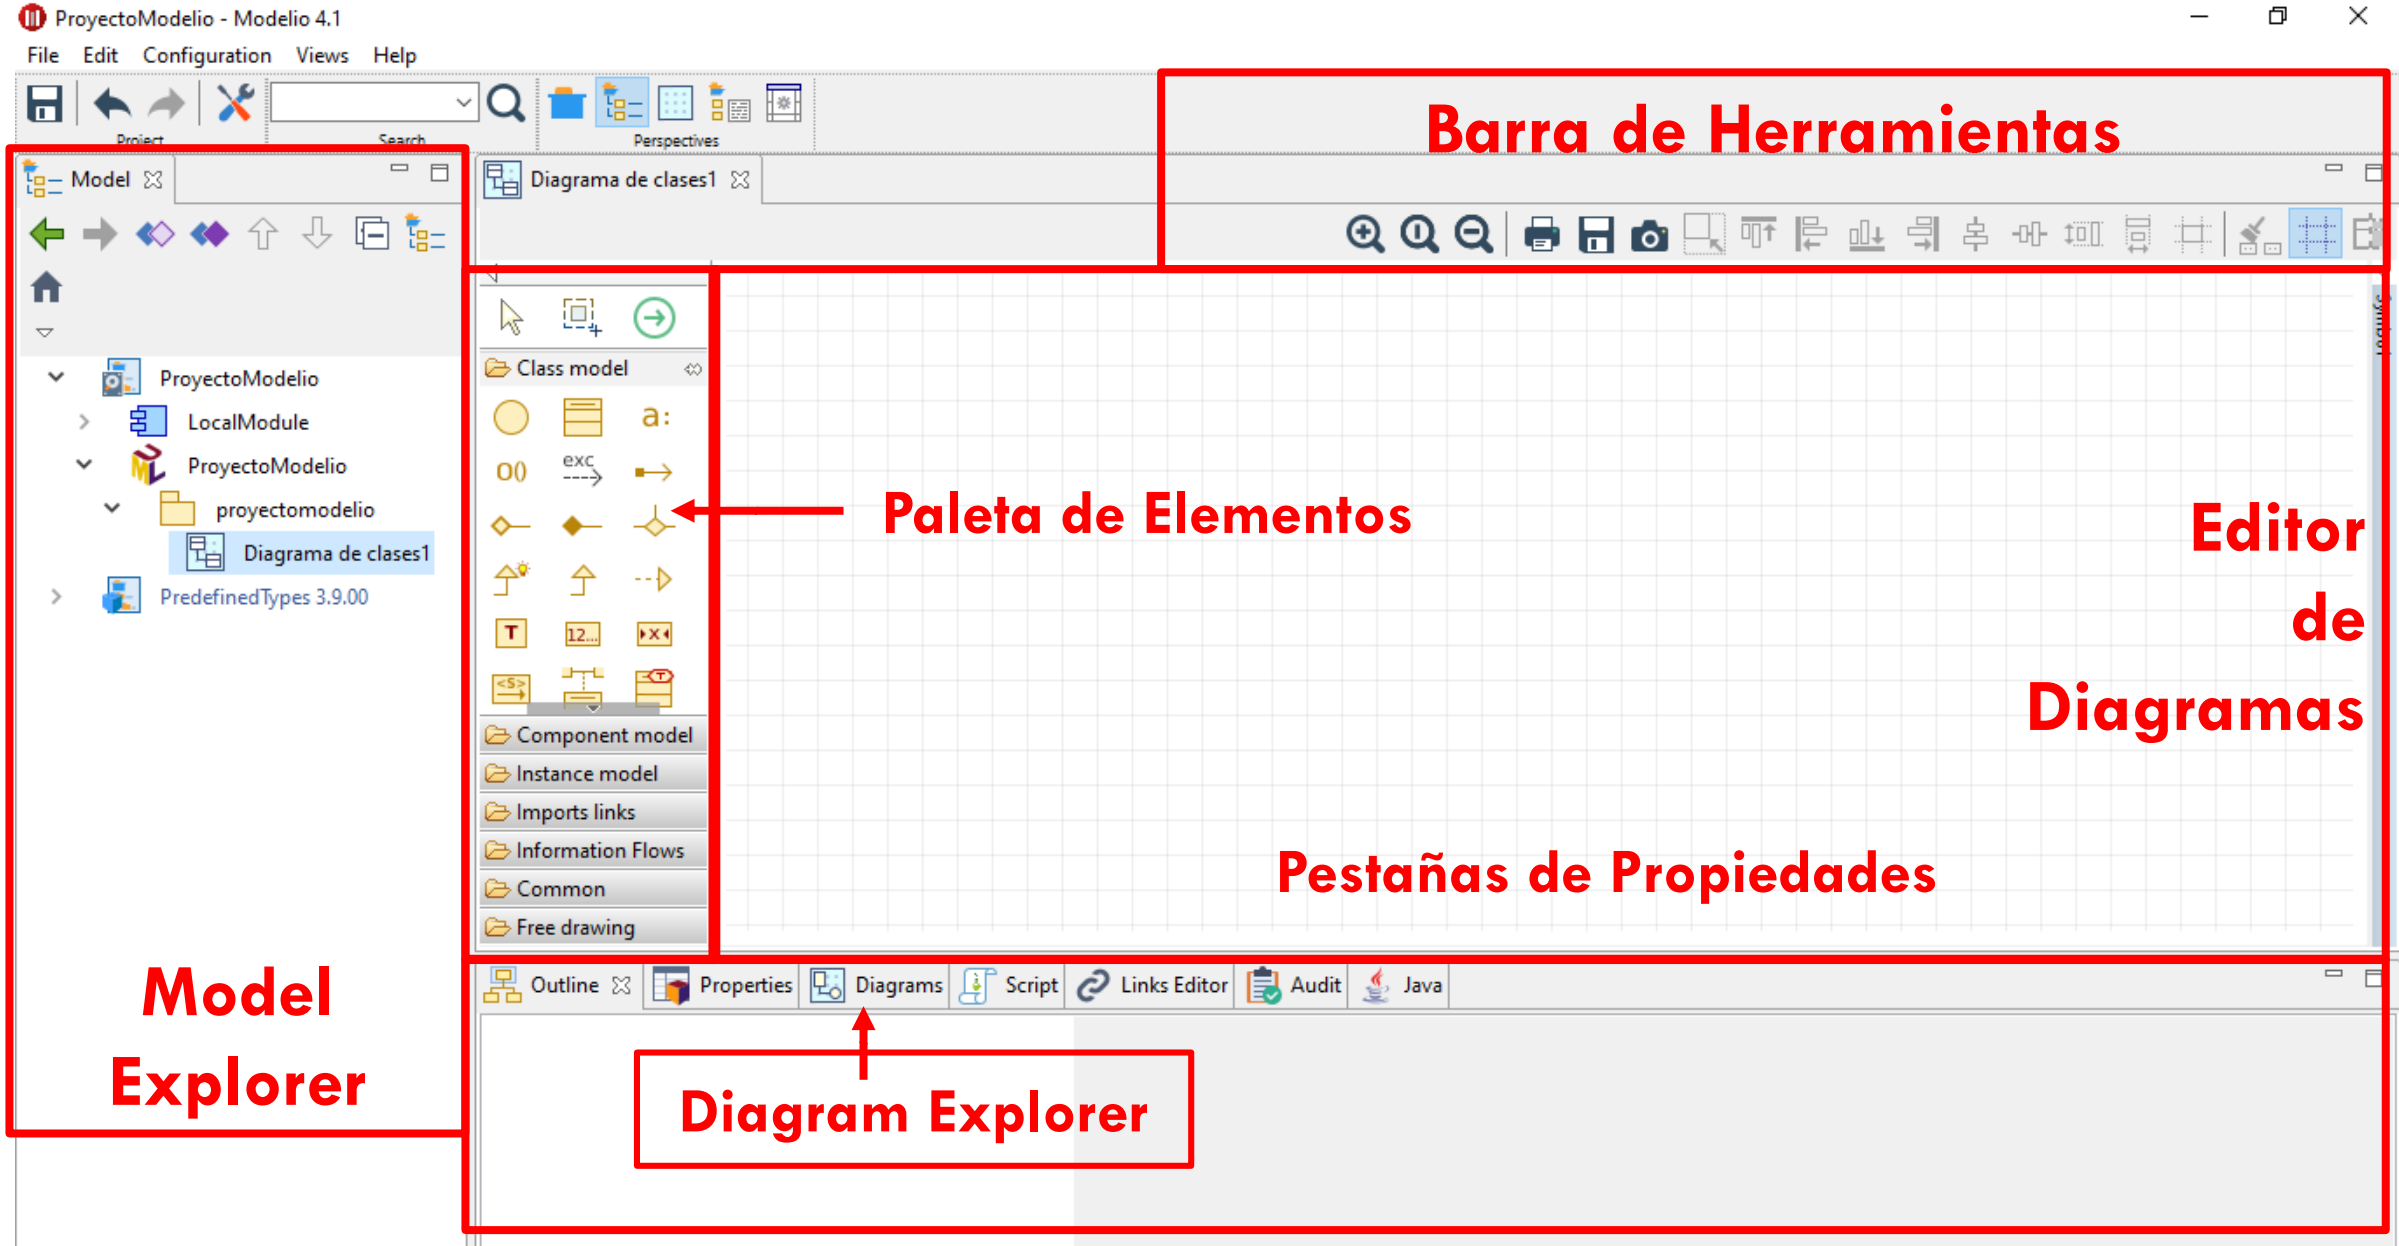 ProyectoModelio - Modelio 4.1
File Edit Configuration Views Help
Project Search Perspectives
Barra de Herramientas
Model
Diagrama de clases1
Symbol
ProyectoModelio
LocalModule
ProyectoModelio
proyectomodelio
Diagrama de clases1
PredefinedTypes 3.9.00
Class model
a:
O()
exc
T
12...
X
<S>
T
Component model
Instance model
Imports links
Information Flows
Common
Free drawing
Paleta de Elementos
Editor
de
Diagramas
Pestañas de Propiedades
Model
Explorer
Outline Properties Diagrams Script Links Editor Audit Java
Diagram Explorer